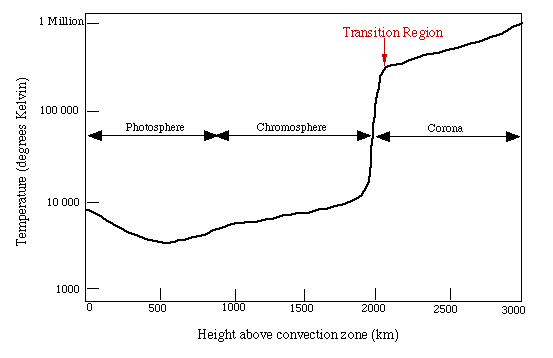 1 Million
Transition Region
100 000
Photosphere
Chromosphere
Corona
10 000
1000
Temperature (degrees Kelvin)
0
500
1000
1500
2000
2500
3000
Height above convection zone (km)